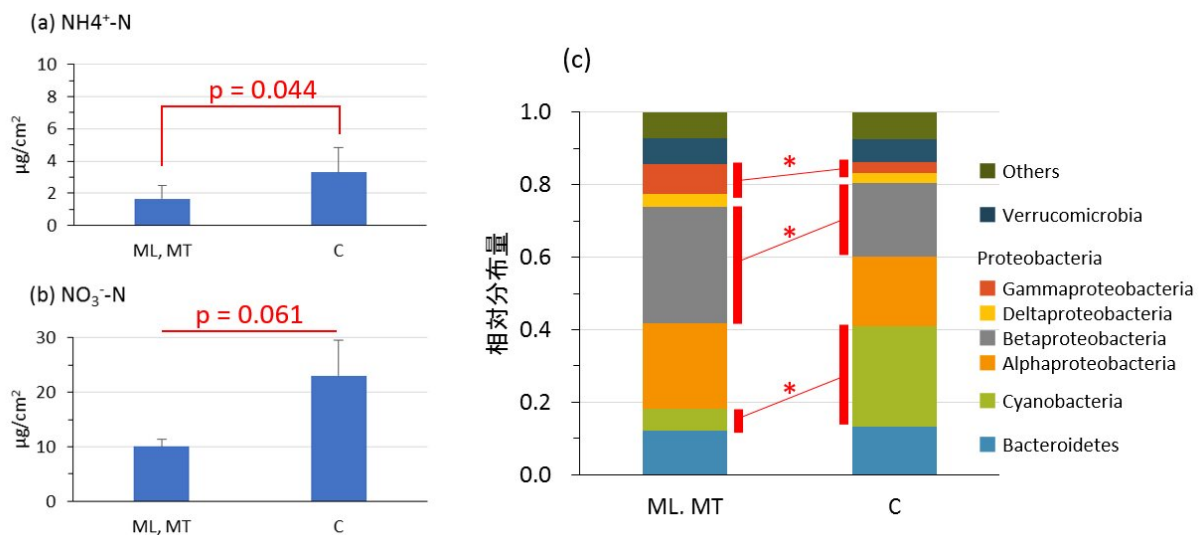 (a) NH4⁺-N
10
8
6
4
2
0
μg/cm²
p = 0.044
ML, MT
C
(b) NO₃⁻-N
p = 0.061
30
20
10
0
μg/cm²
ML, MT
C
(c)
1.0
0.8
0.6
0.4
0.2
0.0
相対分布量
*
*
*
ML. MT
C
Others
Verrucomicrobia
Proteobacteria
Gammaproteobacteria
Deltaproteobacteria
Betaproteobacteria
Alphaproteobacteria
Cyanobacteria
Bacteroidetes